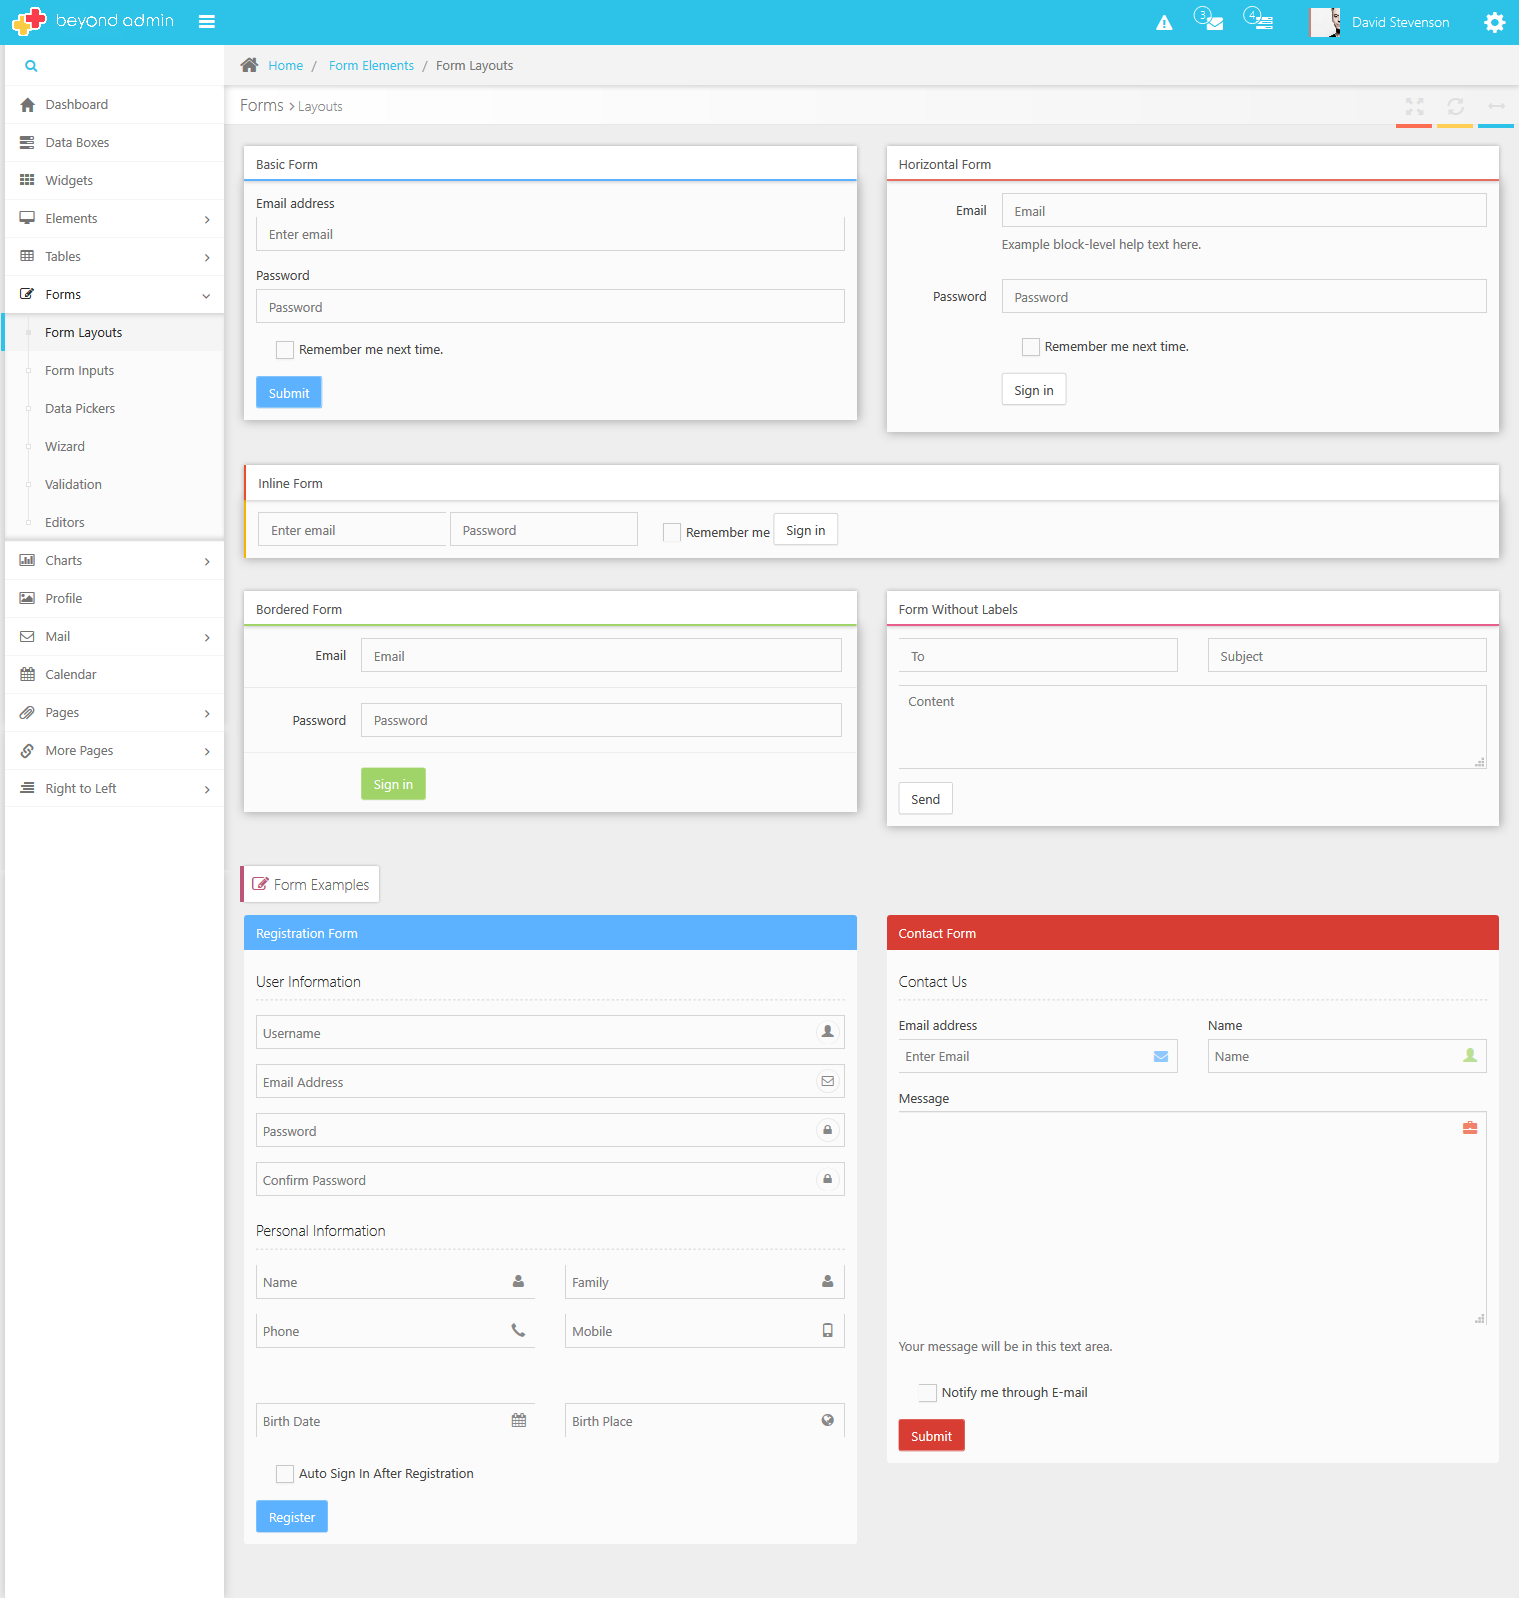 beyond admin
3
4
David Stevenson
Home / Form Elements / Form Layouts
Forms > Layouts
Dashboard
Data Boxes
Widgets
Elements
Tables
Forms
Form Layouts
Form Inputs
Data Pickers
Wizard
Validation
Editors
Charts
Profile
Mail
Calendar
Pages
More Pages
Right to Left
Basic Form
Email address
Enter email
Password
Password
Remember me next time.
Submit
Horizontal Form
Email
Email
Example block-level help text here.
Password
Password
Remember me next time.
Sign in
Inline Form
Enter email
Password
Remember me
Sign in
Bordered Form
Email
Email
Password
Password
Sign in
Form Without Labels
To
Subject
Content
Send
Form Examples
Registration Form
User Information
Username
Email Address
Password
Confirm Password
Personal Information
Name
Family
Phone
Mobile
Birth Date
Birth Place
Auto Sign In After Registration
Register
Contact Form
Contact Us
Email address
Name
Enter Email
Name
Message
Your message will be in this text area.
Notify me through E-mail
Submit